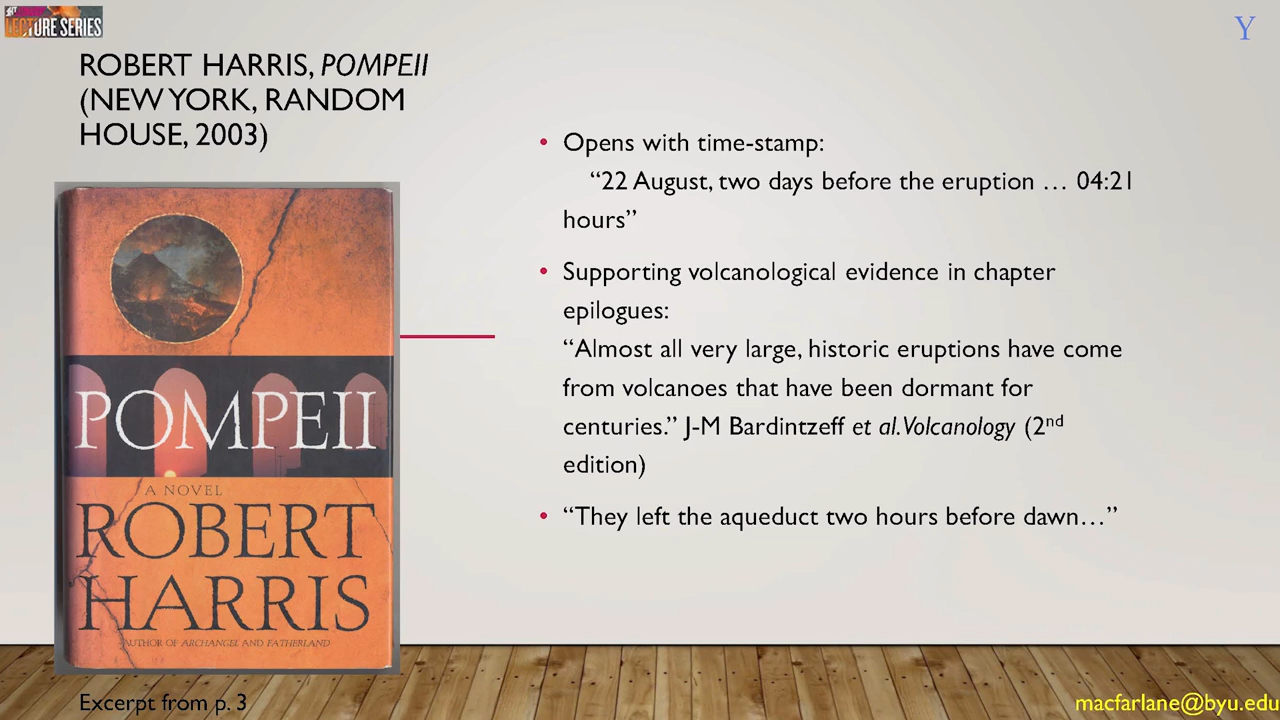 LECTURE SERIES
Y
ROBERT HARRIS, POMPEII
(NEW YORK, RANDOM
HOUSE, 2003)
POMPEII
A NOVEL
ROBERT
HARRIS
AUTHOR OF ARCHANGEL AND FATHERLAND
Excerpt from p. 3
• Opens with time-stamp:
“22 August, two days before the eruption … 04:21
hours”
• Supporting volcanological evidence in chapter
epilogues:
“Almost all very large, historic eruptions have come
from volcanoes that have been dormant for
centuries.” J-M Bardintzeff et al. Volcanology (2nd
edition)
• “They left the aqueduct two hours before dawn…”
macfarlane@byu.edu